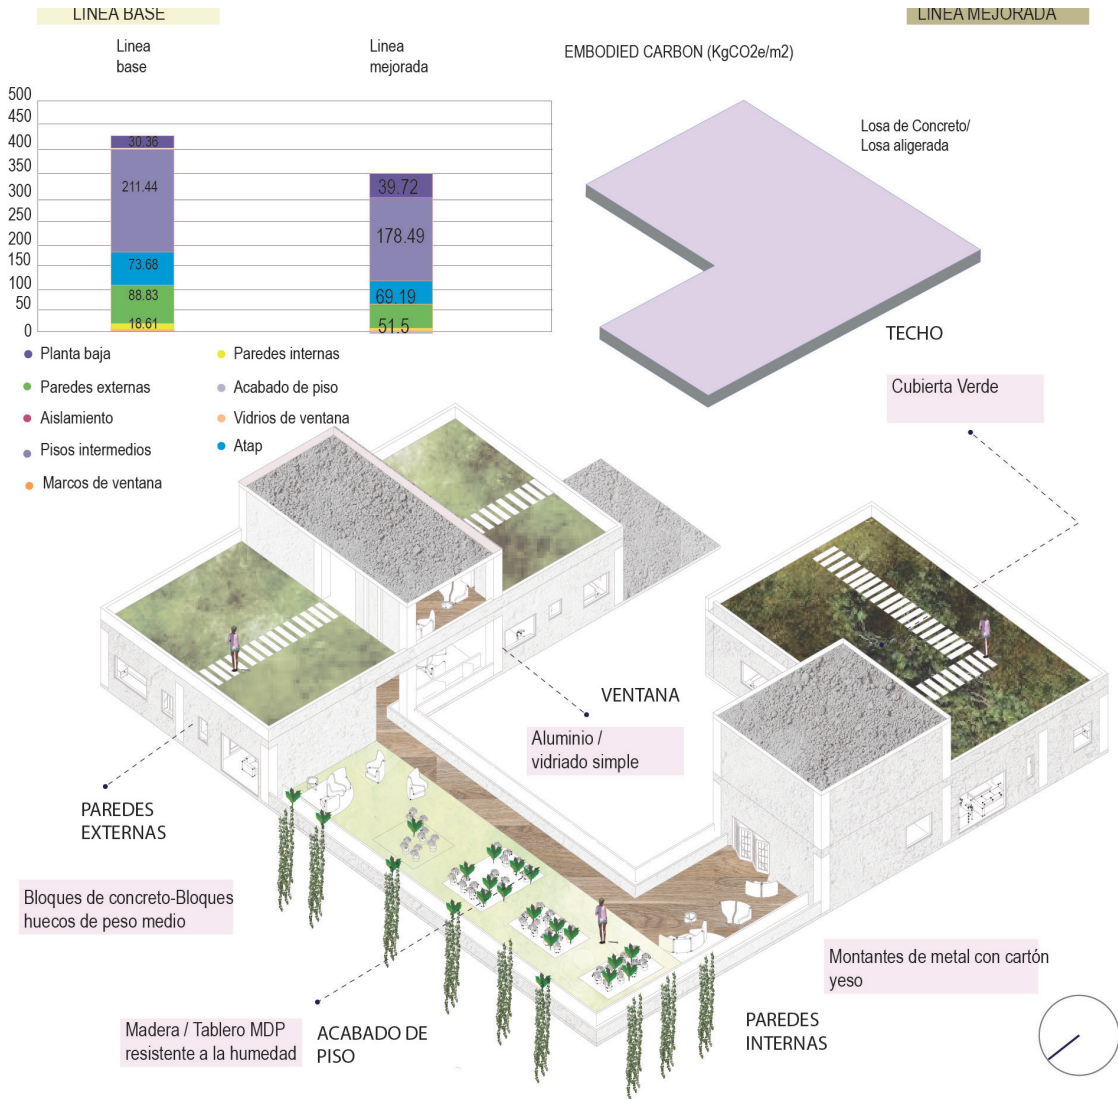 LINEA BASE
LINEA MEJORADA
Linea
base
Linea
mejorada
EMBODIED CARBON (KgCO2e/m2)
500
450
400
350
300
250
200
150
100
50
0
30.36
211.44
73.68
88.83
18.61
39.72
178.49
69.19
51.5
Losa de Concreto/
Losa aligerada
TECHO
Planta baja
Paredes externas
Aislamiento
Pisos intermedios
Marcos de ventana
Paredes internas
Acabado de piso
Vidrios de ventana
Atap
Cubierta Verde
VENTANA
Aluminio /
vidriado simple
PAREDES
EXTERNAS
Bloques de concreto-Bloques
huecos de peso medio
Madera / Tablero MDP
resistente a la humedad
ACABADO DE
PISO
Montantes de metal con cartón
yeso
PAREDES
INTERNAS